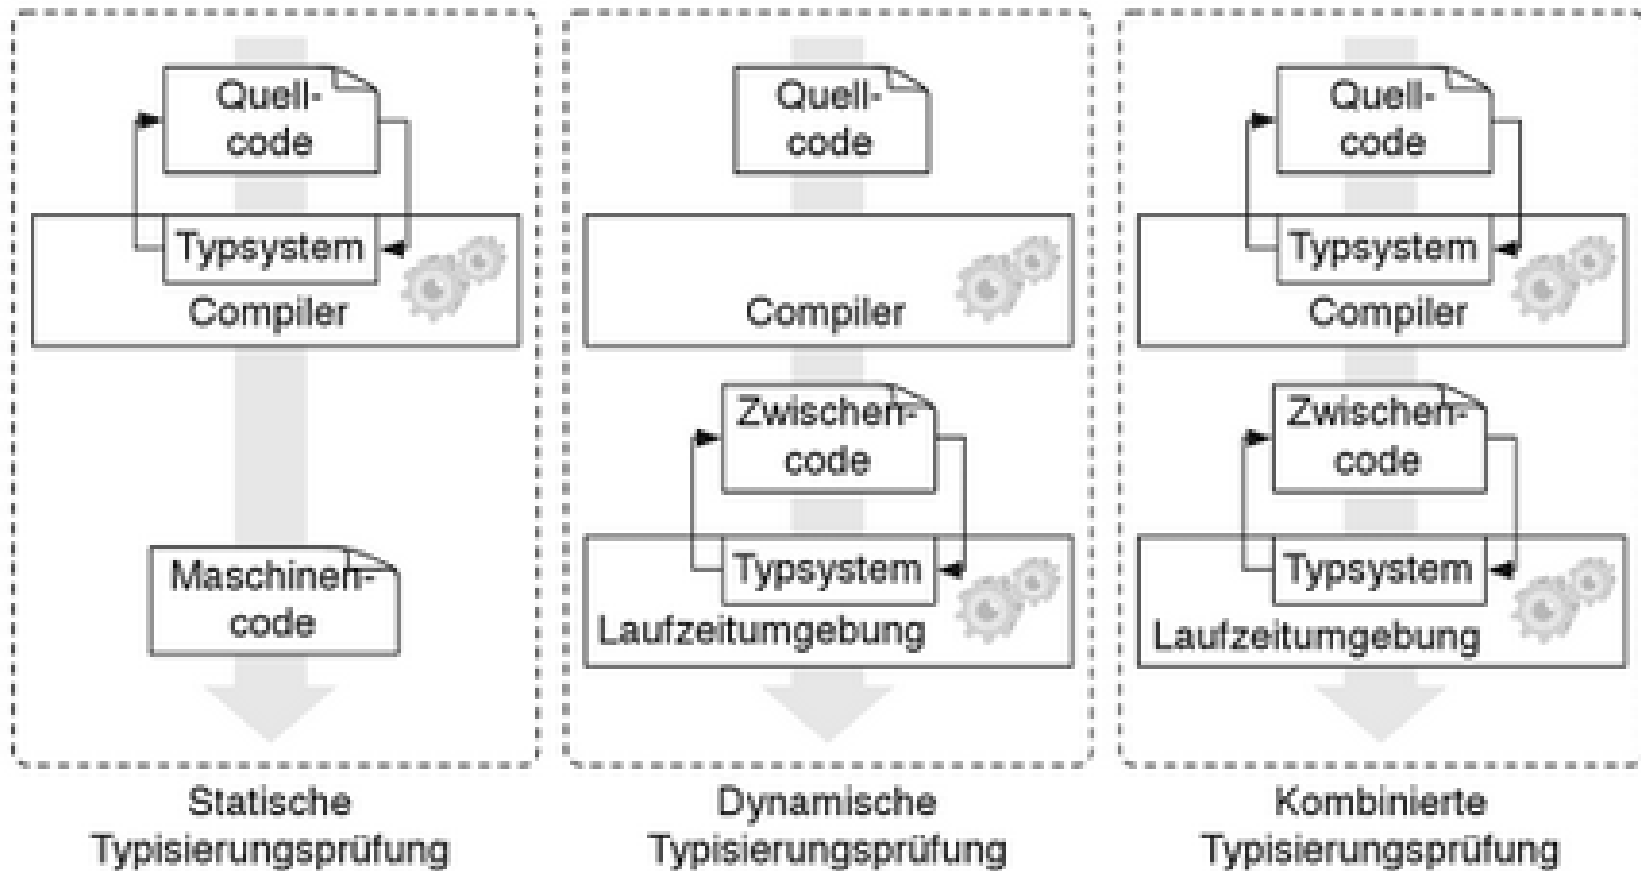 Quell-
code
Typsystem
Compiler
Maschinen-
code
Statische
Typisierungsprüfung
Quell-
code
Compiler
Zwischen-
code
Typsystem
Laufzeitumgebung
Dynamische
Typisierungsprüfung
Quell-
code
Typsystem
Compiler
Zwischen-
code
Typsystem
Laufzeitumgebung
Kombinierte
Typisierungsprüfung